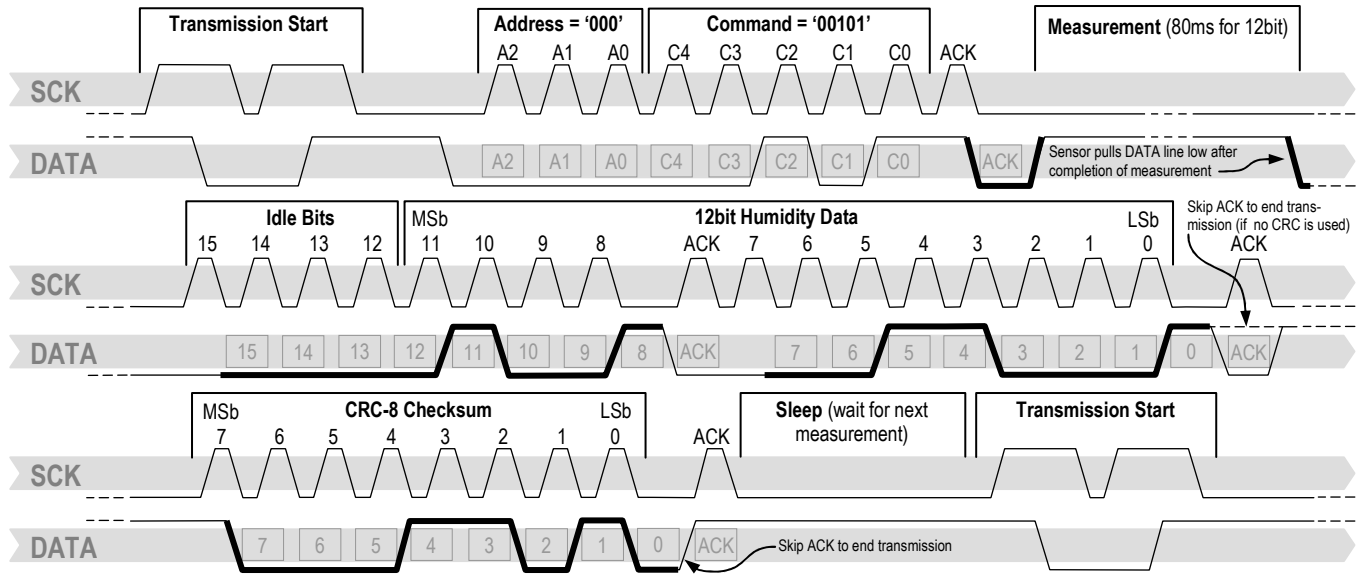 Transmission Start Address = ‘000’ Command = ‘00101’ Measurement (80ms for 12bit)
A2 A1 A0 C4 C3 C2 C1 C0 ACK
SCK
DATA A2 A1 A0 C4 C3 C2 C1 C0 ACK
Sensor pulls DATA line low after
completion of measurement
Idle Bits MSb 12bit Humidity Data LSb
Skip ACK to end trans-
mission (if no CRC is used)
15 14 13 12 11 10 9 8 ACK 7 6 5 4 3 2 1 0 ACK
SCK
DATA 15 14 13 12 11 10 9 8 ACK 7 6 5 4 3 2 1 0 ACK
MSb CRC-8 Checksum LSb Sleep (wait for next
measurement)
Transmission Start
7 6 5 4 3 2 1 0 ACK
SCK
DATA 7 6 5 4 3 2 1 0 ACK
Skip ACK to end transmission